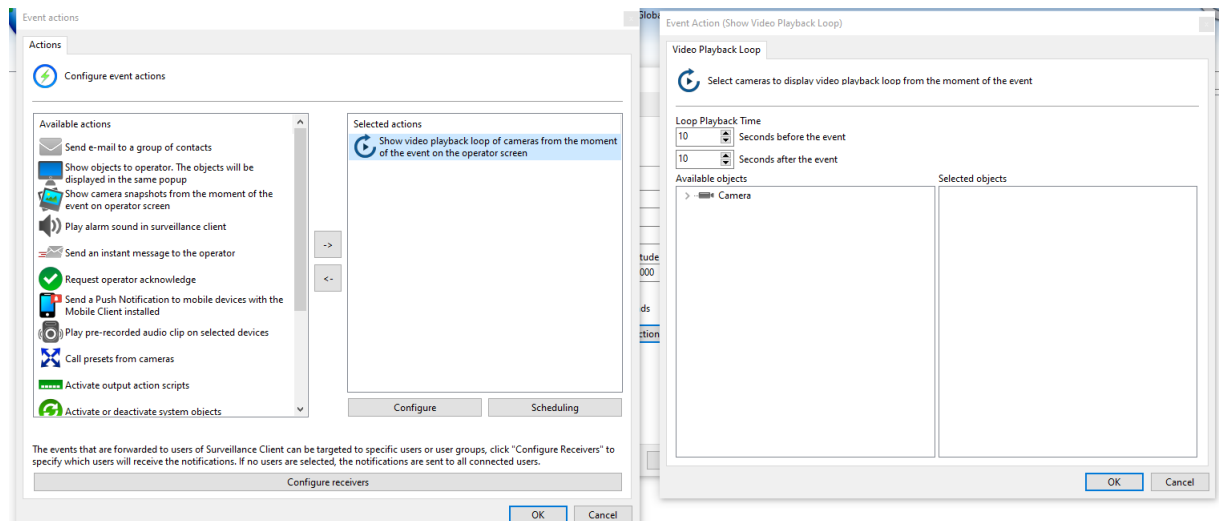 Event actions
Actions
Configure event actions
Available actions
Send e-mail to a group of contacts
Show objects to operator. The objects will be
displayed in the same popup
Show camera snapshots from the moment of the
event on operator screen
Play alarm sound in surveillance client
Send an instant message to the operator
Request operator acknowledge
Send a Push Notification to mobile devices with the
Mobile Client installed
Play pre-recorded audio clip on selected devices
Call presets from cameras
Activate output action scripts
Activate or deactivate system objects
->
<-
Selected actions
Show video playback loop of cameras from the moment
of the event on the operator screen
Configure
Scheduling
The events that are forwarded to users of Surveillance Client can be targeted to specific users or user groups, click "Configure Receivers" to
specify which users will receive the notifications. If no users are selected, the notifications are sent to all connected users.
Configure receivers
OK
Cancel
Globa
tude
000
ds
ction
Event Action (Show Video Playback Loop)
Video Playback Loop
Select cameras to display video playback loop from the moment of the event
Loop Playback Time
10 Seconds before the event
10 Seconds after the event
Available objects
Camera
Selected objects
OK
Cancel